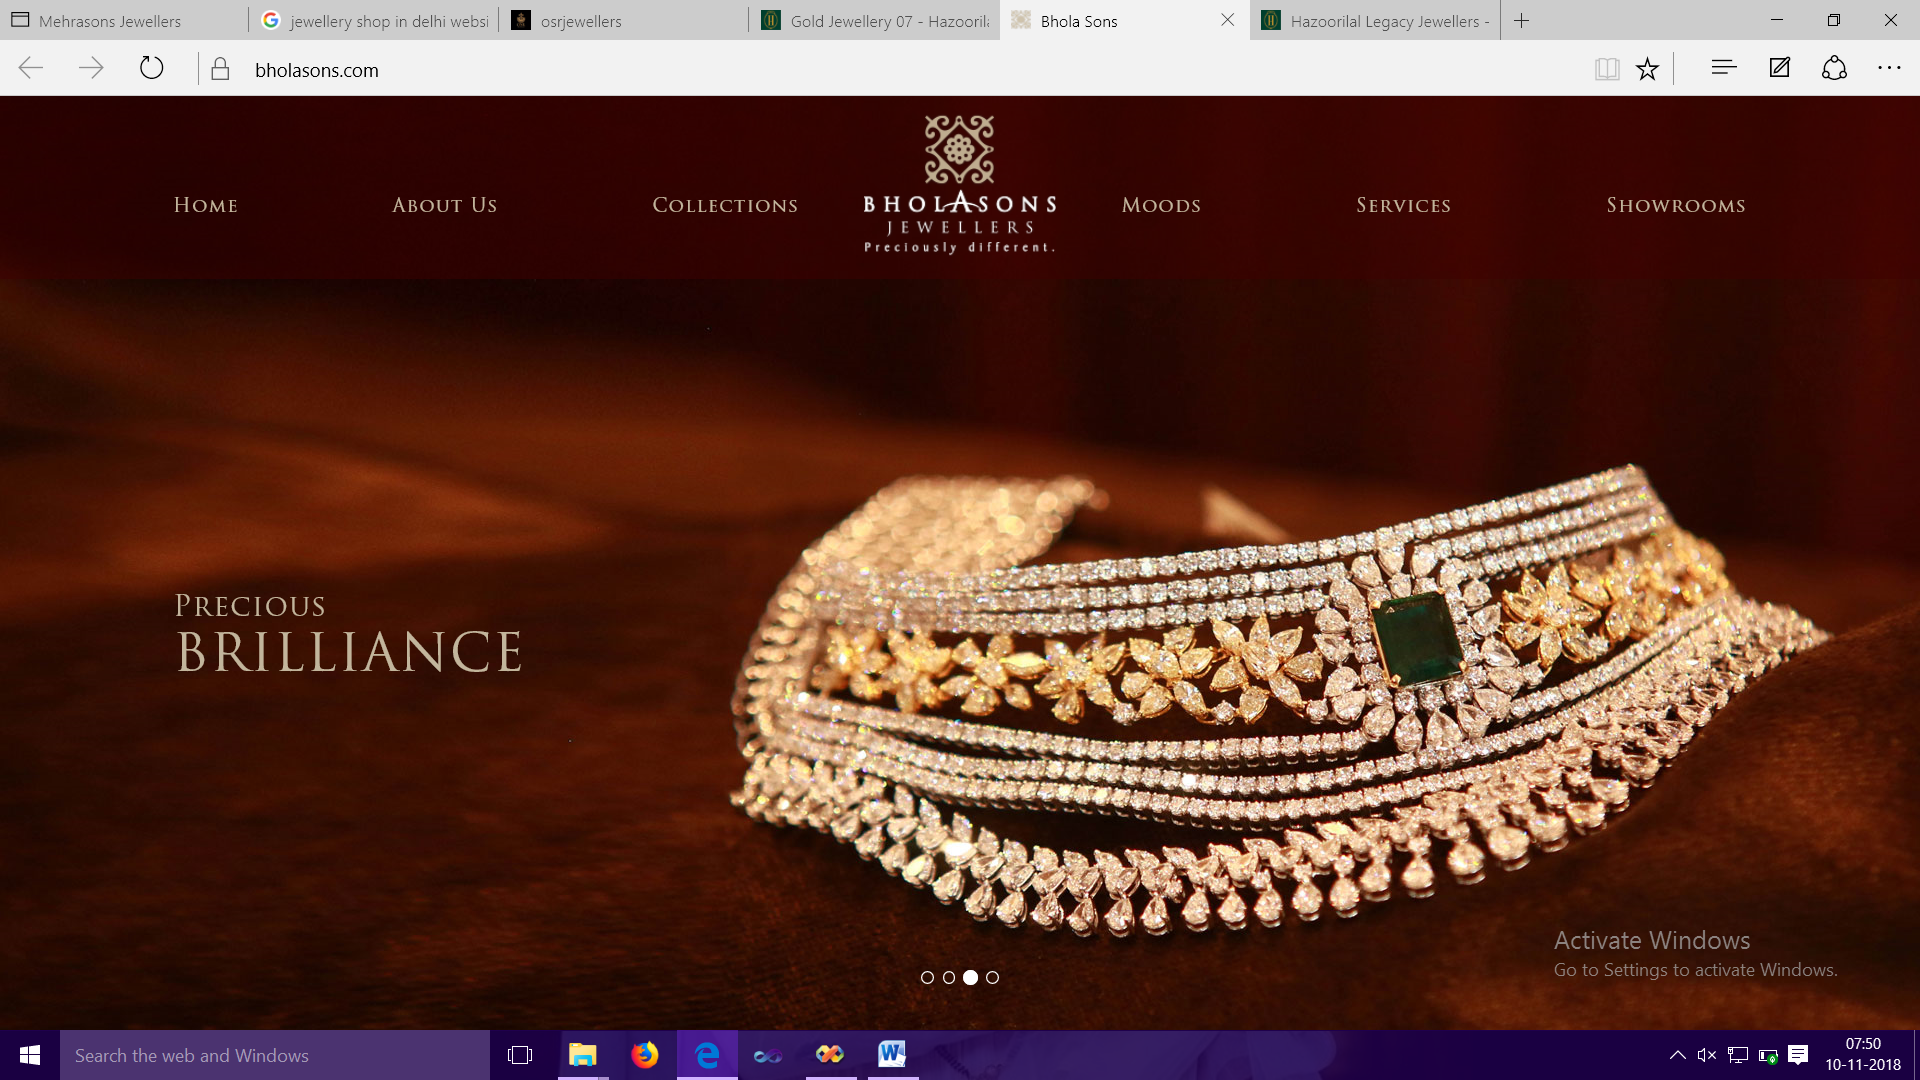 Mehrasons Jewellers
jewellery shop in delhi websi
osrjewellers
Gold Jewellery 07 - Hazoorila
Bhola Sons
Hazoorilal Legacy Jewellers -
bholasons.com
HOME
ABOUT US
COLLECTIONS
BHOLASONS
JEWELLERS
Preciously different.
MOODS
SERVICES
SHOWROOMS
PRECIOUS
BRILLIANCE
Activate Windows
Go to Settings to activate Windows.
Search the web and Windows
07:50
10-11-2018